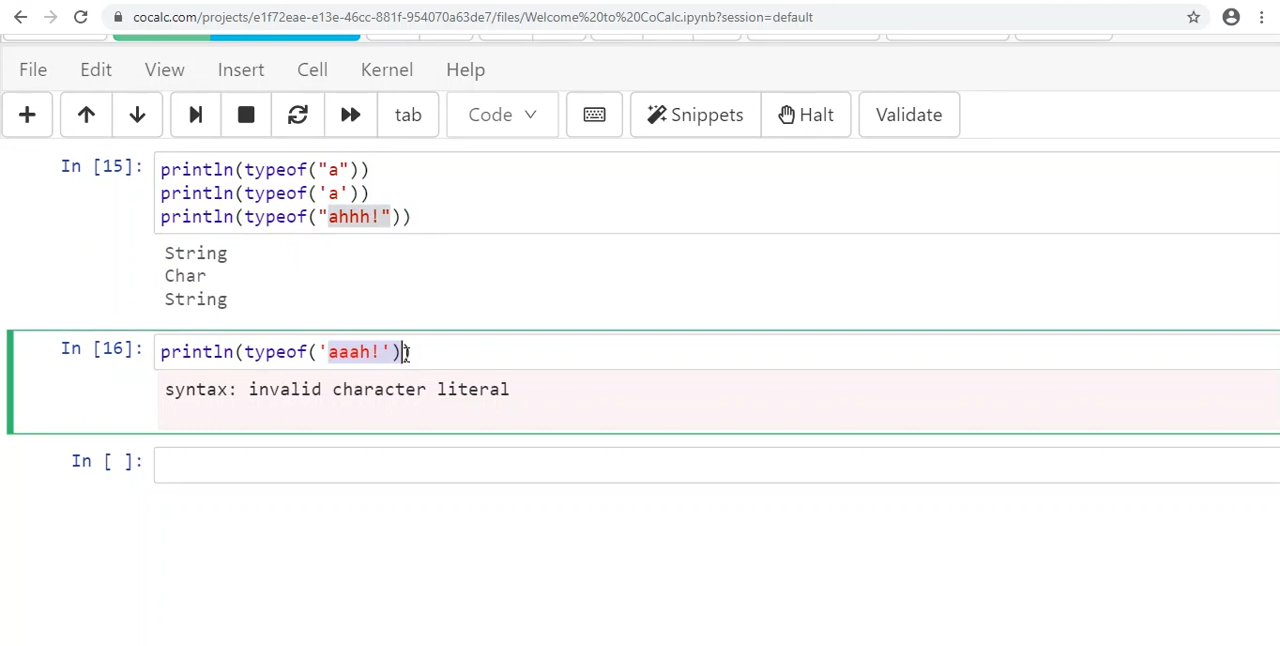 cocalc.com/projects/e1f72eae-e13e-46cc-881f-954070a63de7/files/Welcome%20to%20CoCalc.ipynb?session=default
File Edit View Insert Cell Kernel Help
tab Code Snippets Halt Validate
In [15]: println(typeof("a"))
println(typeof('a'))
println(typeof("ahhh!"))
String
Char
String
In [16]: println(typeof('aaah!'))
syntax: invalid character literal
In [ ]: